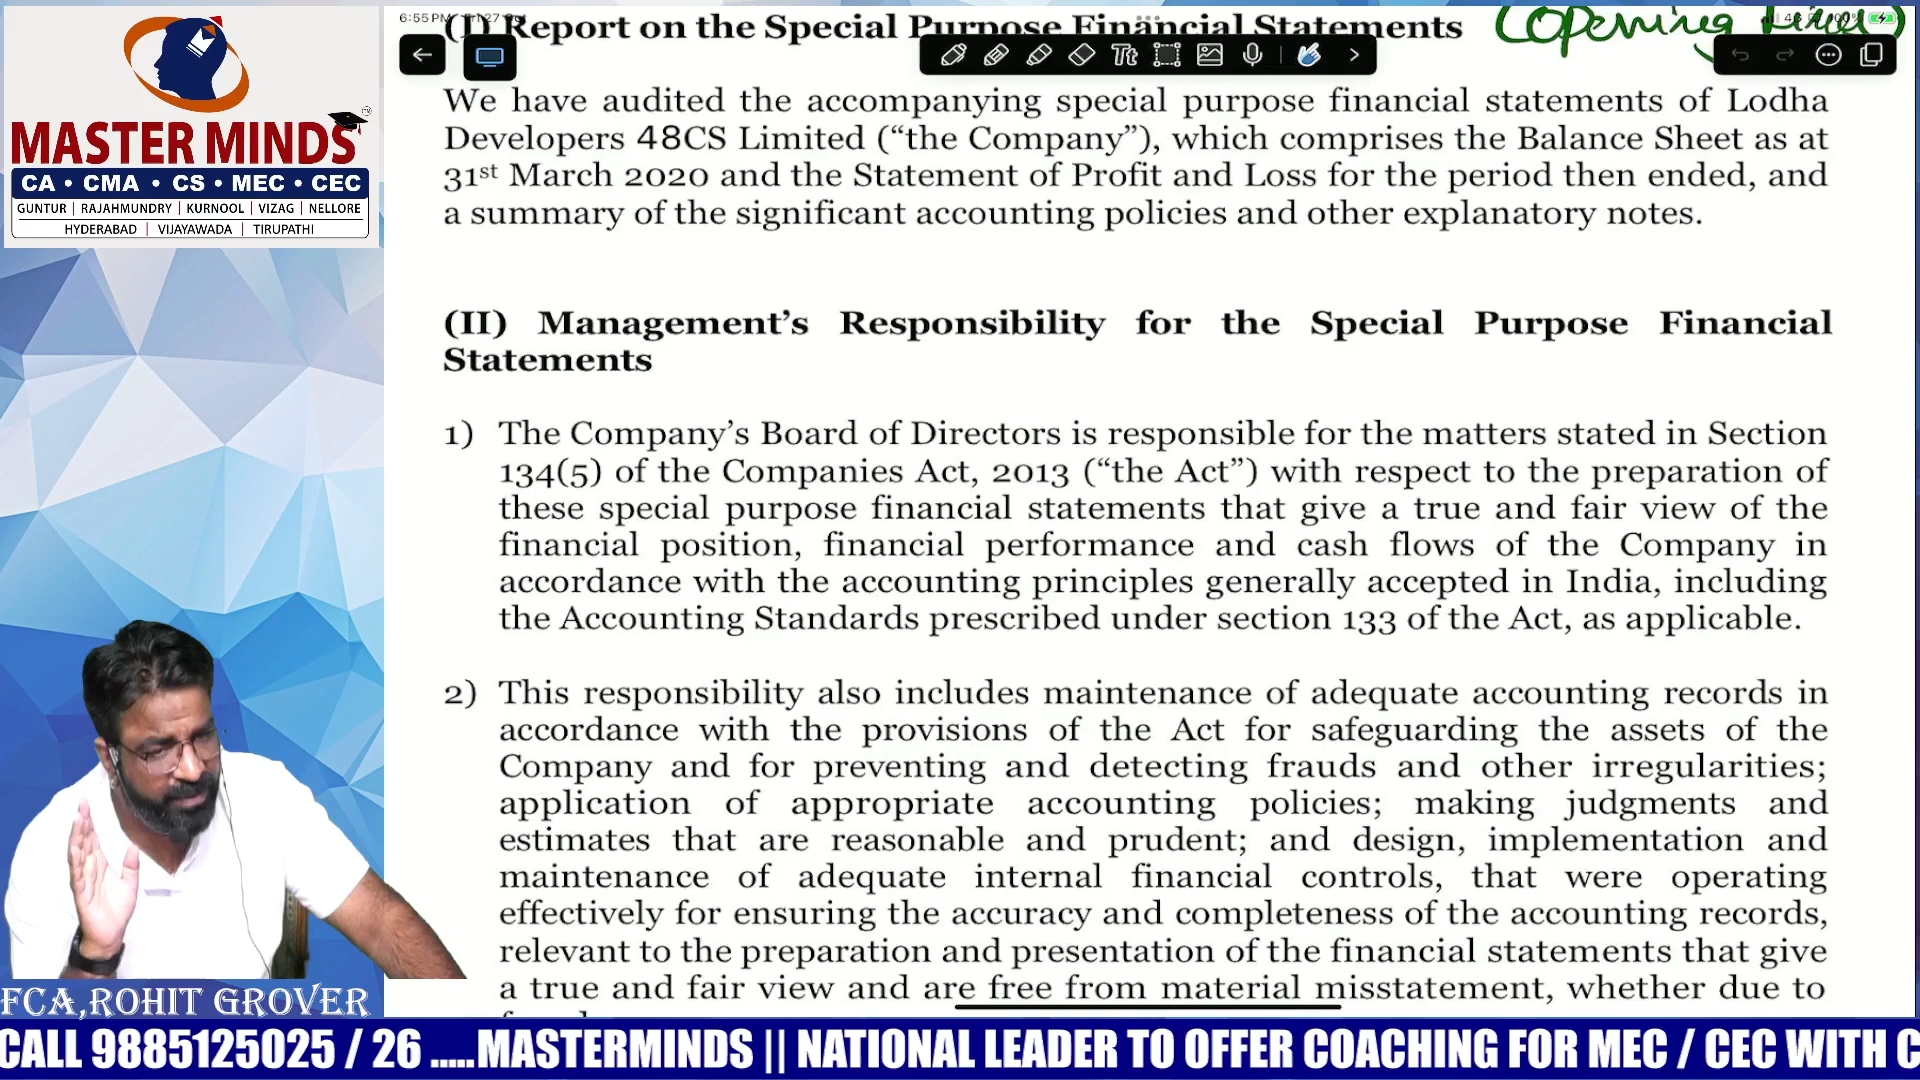 6:55 PM Fri 27
(I) Report on the Special Purpose Financial Statements
(Opening
Tt
We have audited the accompanying special purpose financial statements of Lodha
Developers 48CS Limited (“the Company”), which comprises the Balance Sheet as at
31st March 2020 and the Statement of Profit and Loss for the period then ended, and
a summary of the significant accounting policies and other explanatory notes.
(II) Management’s Responsibility for the Special Purpose Financial
Statements
1) The Company’s Board of Directors is responsible for the matters stated in Section
134(5) of the Companies Act, 2013 (“the Act”) with respect to the preparation of
these special purpose financial statements that give a true and fair view of the
financial position, financial performance and cash flows of the Company in
accordance with the accounting principles generally accepted in India, including
the Accounting Standards prescribed under section 133 of the Act, as applicable.
2) This responsibility also includes maintenance of adequate accounting records in
accordance with the provisions of the Act for safeguarding the assets of the
Company and for preventing and detecting frauds and other irregularities;
application of appropriate accounting policies; making judgments and
estimates that are reasonable and prudent; and design, implementation and
maintenance of adequate internal financial controls, that were operating
effectively for ensuring the accuracy and completeness of the accounting records,
relevant to the preparation and presentation of the financial statements that give
a true and fair view and are free from material misstatement, whether due to
MASTER MINDS
CA • CMA • CS • MEC • CEC
GUNTUR | RAJAHMUNDRY | KURNOOL | VIZAG | NELLORE
HYDERABAD | VIJAYAWADA | TIRUPATHI
FCA,ROHIT GROVER
CALL 9885125025 / 26 .....MASTERMINDS || NATIONAL LEADER TO OFFER COACHING FOR MEC / CEC WITH C